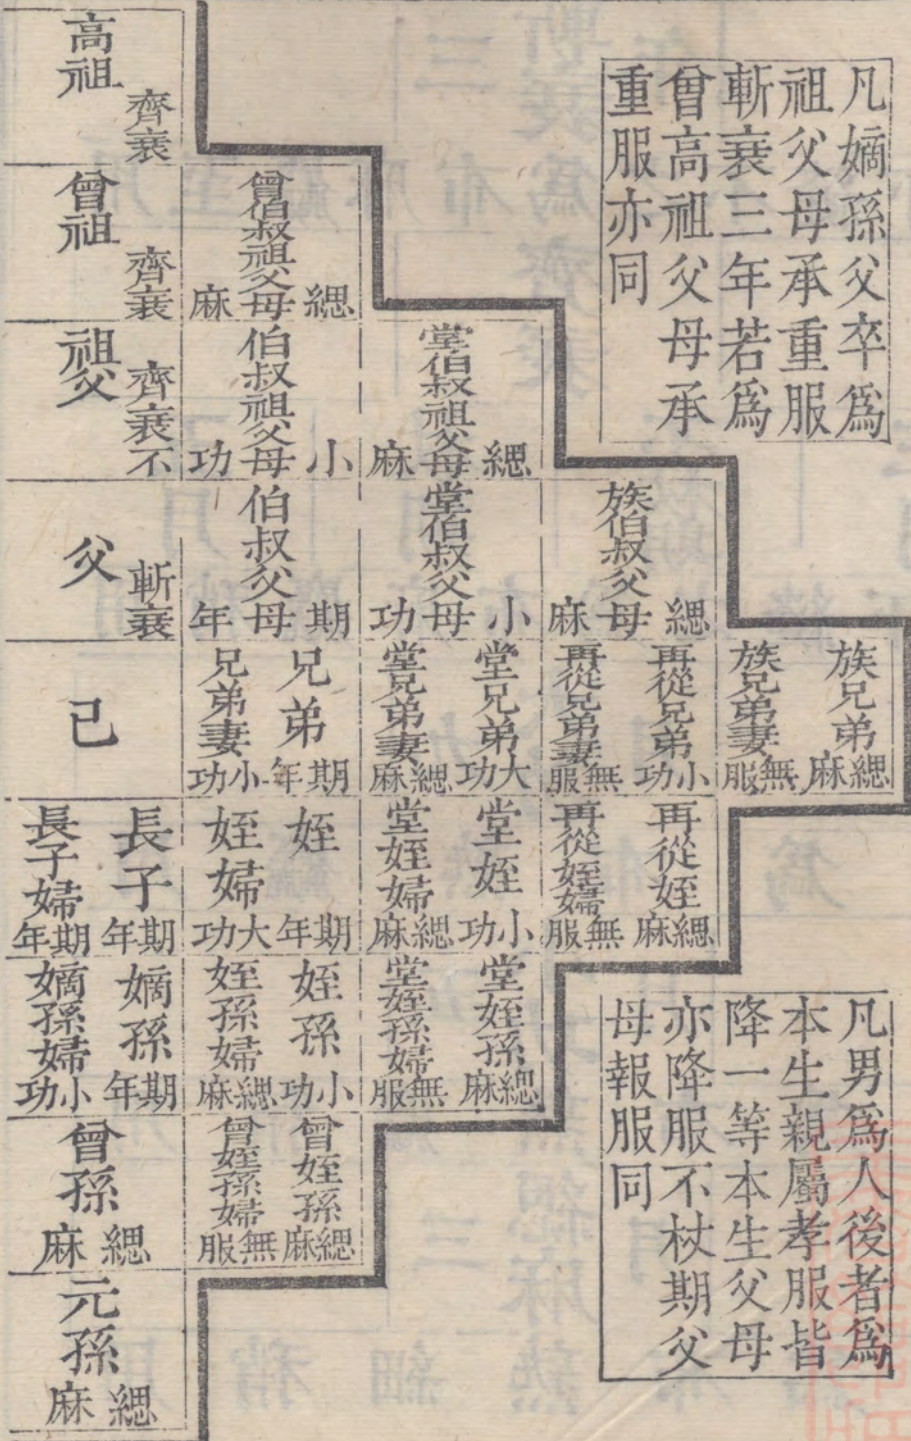 凡嫡孫父卒爲
祖父母承重服
斬衰三年若爲
曾高祖父母承
重服亦同
高祖
齊衰
曾祖
齊衰
曾伯叔祖父母
緦麻
祖父
齊衰不
伯叔祖父母
小功
堂伯叔祖父母
緦麻
父
斬衰
伯叔父母
期年
堂伯叔父母
小功
族伯叔父母
緦麻
己
兄弟
期年
兄弟妻
小功
堂兄弟
大功
堂兄弟妻
緦麻
再從兄弟
小功
再從兄弟妻
無服
族兄弟
緦麻
族兄弟妻
無服
長子
期年
長子婦
期年
姪
期年
姪婦
大功
堂姪
小功
堂姪婦
緦麻
再從姪
緦麻
再從姪婦
無服
嫡孫
期年
嫡孫婦
小功
姪孫
小功
姪孫婦
緦麻
堂姪孫
緦麻
堂姪孫婦
無服
曾孫
緦麻
曾姪孫
緦麻
曾姪孫婦
無服
元孫
緦麻
凡男爲人後者爲
本生親屬孝服皆
降一等本生父母
亦降服不杖期父
母報服同